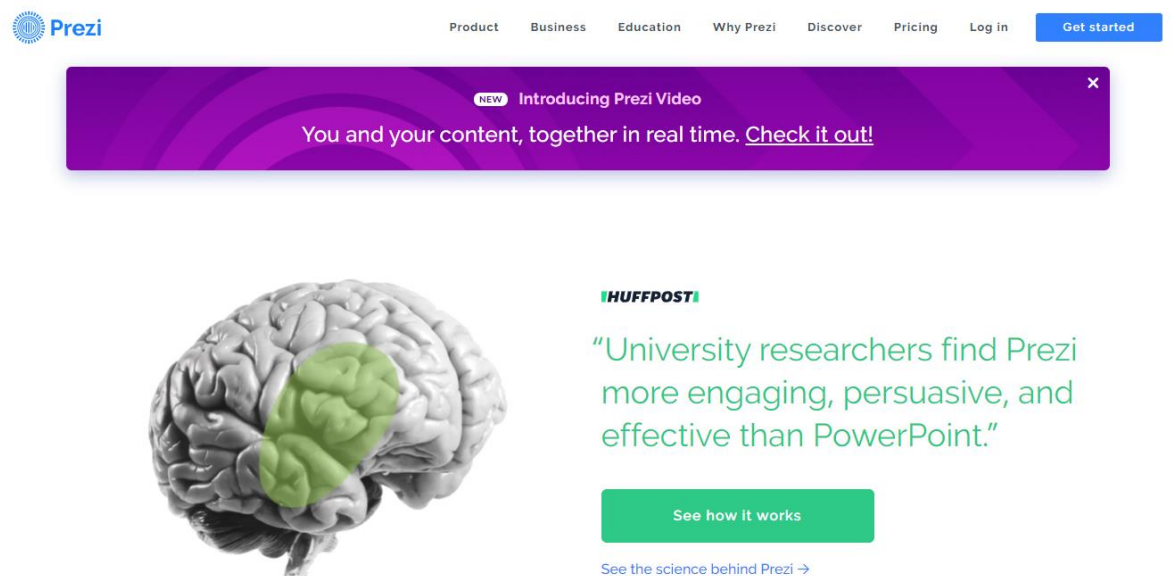 Prezi
Product Business Education Why Prezi Discover Pricing Log in Get started
NEW Introducing Prezi Video
You and your content, together in real time. Check it out!
HUFFPOST
“University researchers find Prezi
more engaging, persuasive, and
effective than PowerPoint.”
See how it works
See the science behind Prezi →